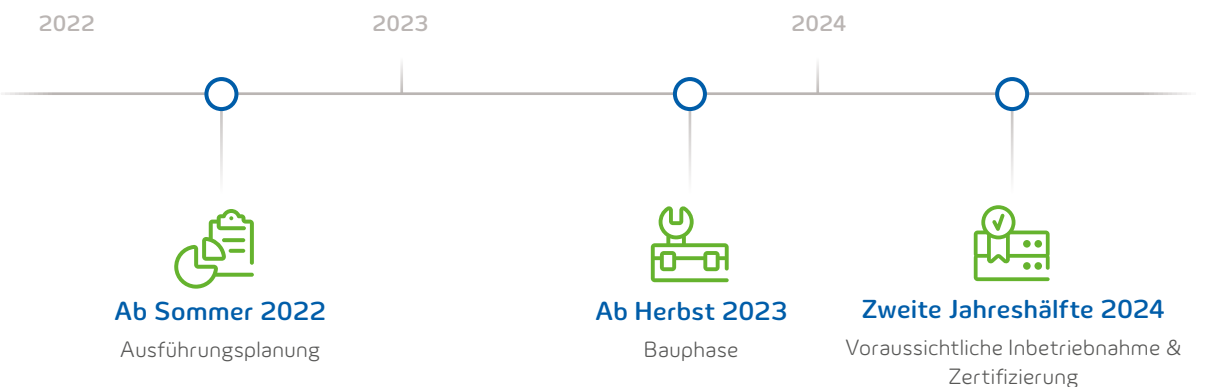 2022
2023
2024
Ab Sommer 2022
Ausführungsplanung
Ab Herbst 2023
Bauphase
Zweite Jahreshälfte 2024
Voraussichtliche Inbetriebnahme &
Zertifizierung